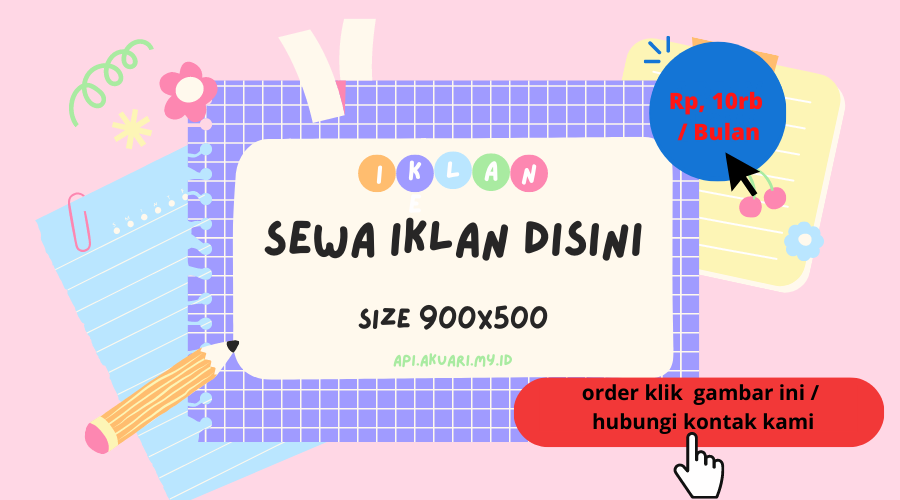 Rp, 10rb
/ Bulan
IKLAN
E
SEWA IKLAN DISINI
SIZE 900X500
API.AKUARI.MY.ID
order klik gambar ini /
hubungi kontak kami